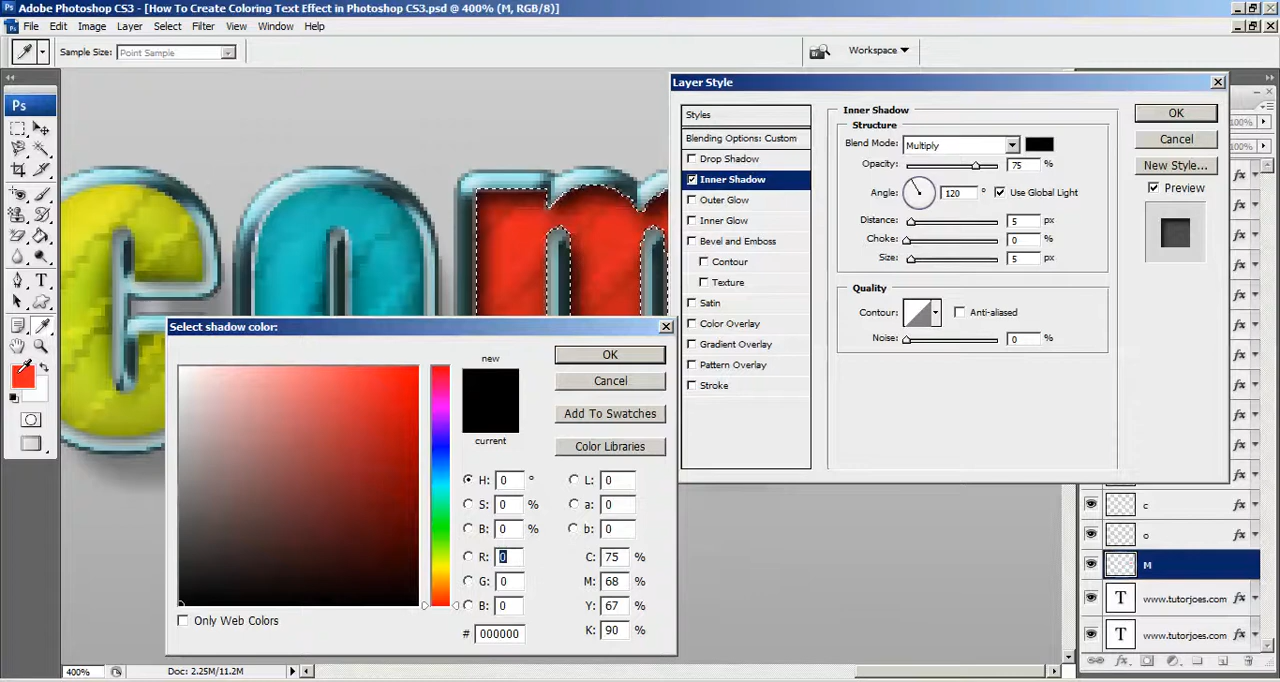 Adobe Photoshop CS3 - [How To Create Coloring Text Effect in Photoshop CS3.psd @ 400% (M, RGB/8)]
File Edit Image Layer Select Filter View Window Help
Sample Size: Point Sample
Workspace
Ps
com
Layer Style
Styles
Blending Options: Custom
Drop Shadow
Inner Shadow
Outer Glow
Inner Glow
Bevel and Emboss
Contour
Texture
Satin
Color Overlay
Gradient Overlay
Pattern Overlay
Stroke
Inner Shadow
Structure
Blend Mode: Multiply
Opacity: 75 %
Angle: 120 ° Use Global Light
Distance: 5 px
Choke: 0 %
Size: 5 px
Quality
Contour: Anti-aliased
Noise: 0 %
OK
Cancel
New Style...
Preview
Select shadow color:
new
current
OK
Cancel
Add To Swatches
Color Libraries
H: 0 ° L: 0
S: 0 % a: 0
B: 0 % b: 0
R: 0 C: 75 %
G: 0 M: 68 %
B: 0 Y: 67 %
# 000000 K: 90 %
Only Web Colors
c
o
M
www.tutorjoes.com
www.tutorjoes.com
400% Doc: 2.25M/11.2M